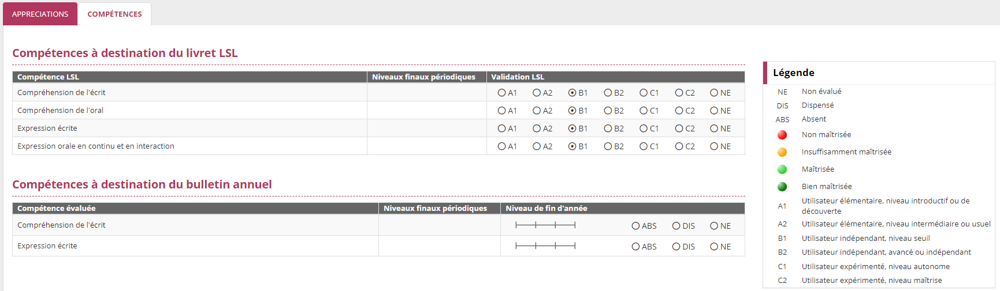 APPRECIATIONS COMPÉTENCES
Compétences à destination du livret LSL
Compétence LSL Niveaux finaux périodiques Validation LSL
Compréhension de l'écrit A1 A2 B1 B2 C1 C2 NE
Compréhension de l'oral A1 A2 B1 B2 C1 C2 NE
Expression écrite A1 A2 B1 B2 C1 C2 NE
Expression orale en continu et en interaction A1 A2 B1 B2 C1 C2 NE
Compétences à destination du bulletin annuel
Compétence évaluée Niveaux finaux périodiques Niveau de fin d'année
Compréhension de l'écrit ABS DIS NE
Expression écrite ABS DIS NE
Légende
NE Non évalué
DIS Dispensé
ABS Absent
Non maîtrisée
Insuffisamment maîtrisée
Maîtrisée
Bien maîtrisée
A1 Utilisateur élémentaire, niveau introductif ou de
découverte
A2 Utilisateur élémentaire, niveau intermédiaire ou usuel
B1 Utilisateur indépendant, niveau seuil
B2 Utilisateur indépendant, avancé ou indépendant
C1 Utilisateur expérimenté, niveau autonome
C2 Utilisateur expérimenté, niveau maîtrise